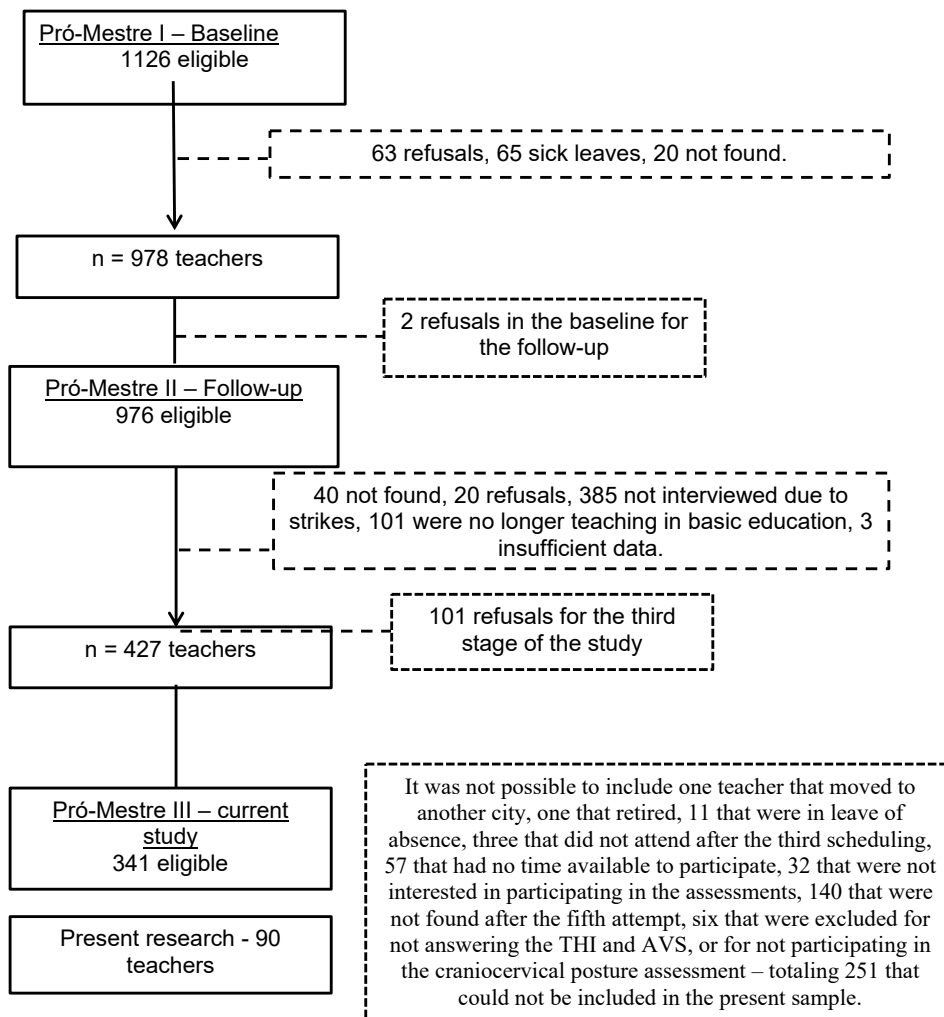 Pró-Mestre I – Baseline
1126 eligible
63 refusals, 65 sick leaves, 20 not found.
n = 978 teachers
2 refusals in the baseline for
the follow-up
Pró-Mestre II – Follow-up
976 eligible
40 not found, 20 refusals, 385 not interviewed due to
strikes, 101 were no longer teaching in basic education, 3
insufficient data.
101 refusals for the third
stage of the study
n = 427 teachers
Pró-Mestre III – current
study
341 eligible
It was not possible to include one teacher that moved to
another city, one that retired, 11 that were in leave of
absence, three that did not attend after the third scheduling,
57 that had no time available to participate, 32 that were not
interested in participating in the assessments, 140 that were
not found after the fifth attempt, six that were excluded for
not answering the THI and AVS, or for not participating in
the craniocervical posture assessment – totaling 251 that
could not be included in the present sample.
Present research - 90
teachers